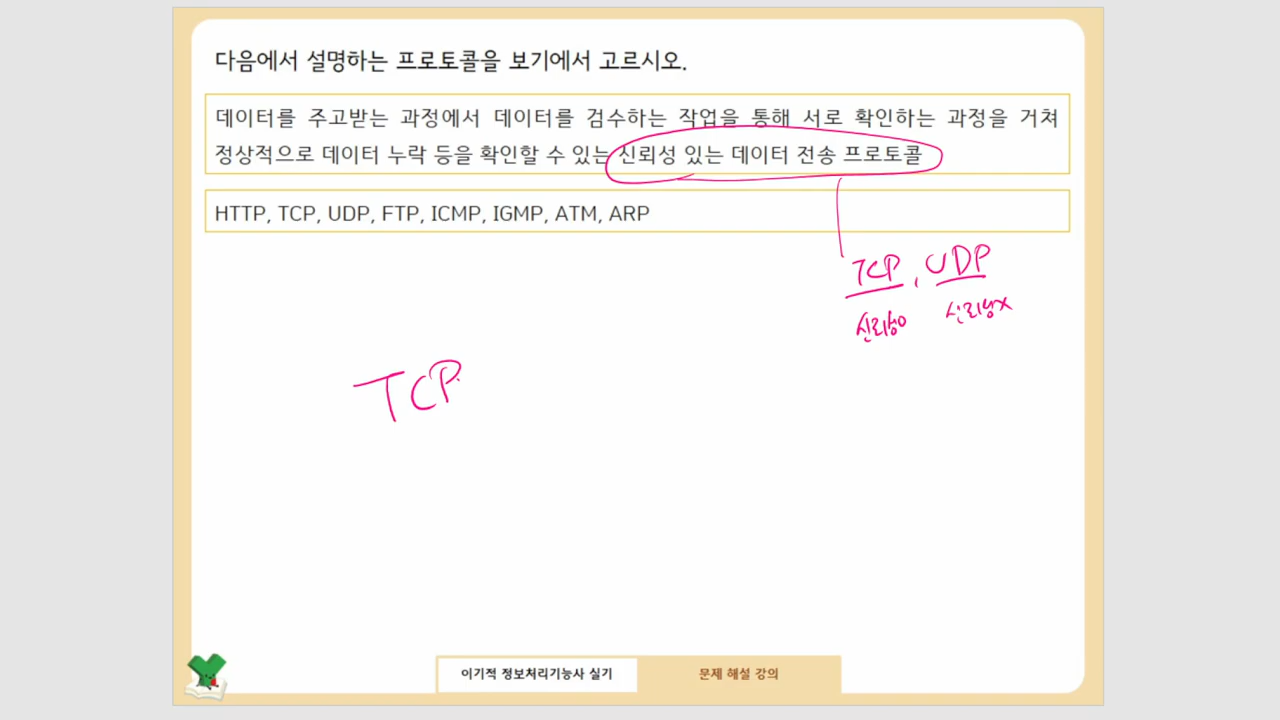 다음에서 설명하는 프로토콜을 보기에서 고르시오.
데이터를 주고받는 과정에서 데이터를 검수하는 작업을 통해 서로 확인하는 과정을 거쳐
정상적으로 데이터 누락 등을 확인할 수 있는 신뢰성 있는 데이터 전송 프로토콜
HTTP, TCP, UDP, FTP, ICMP, IGMP, ATM, ARP
TCP, UDP
신뢰성o 신뢰성x
TCP
이기적 정보처리기능사 실기
문제 해설 강의